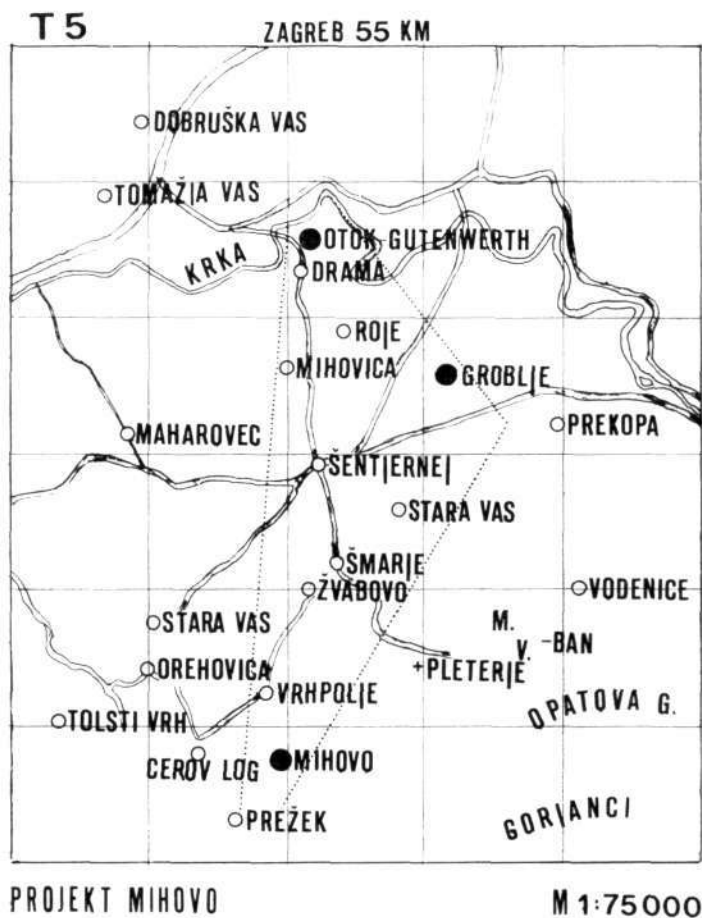 T 5
ZAGREB 55 KM
DOBRUŠKA VAS
TOMAŽJA VAS
KRKA
OTOK-GUTENWERTH
DRAMA
ROJE
MIHOVICA
GROBLJE
MAHAROVEC
PREKOPA
ŠENTJERNEJ
STARA VAS
ŠMARJE
ŽVABOVO
VODENICE
STARA VAS
M.
V. -BAN
OREHOVICA
+PLETERJE
VRHPOLJE
TOLSTI VRH
OPATOVA G.
CEROV LOG
MIHOVO
PREŽEK
GORJANCI
PROJEKT MIHOVO
M 1:75000